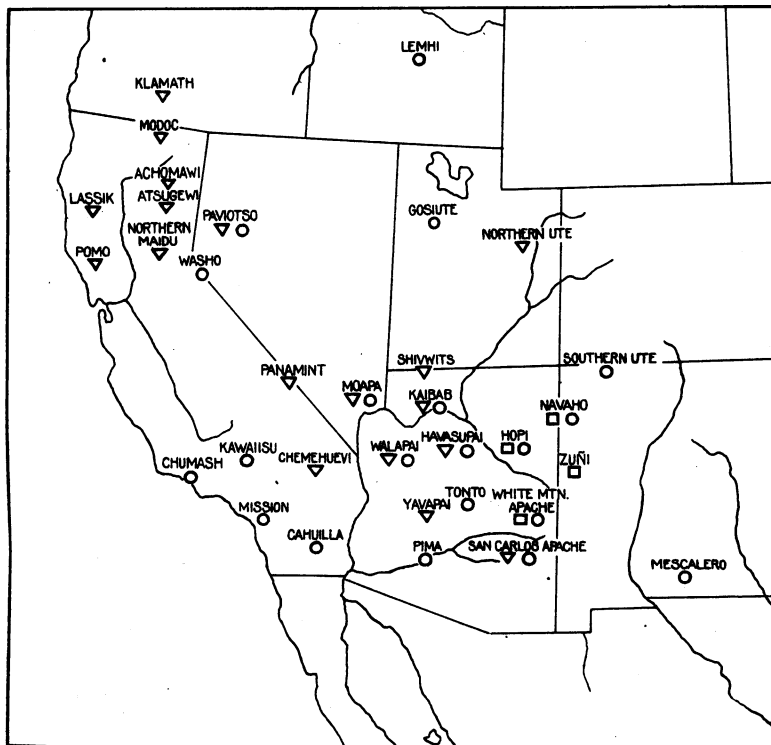 LEMHI
KLAMATH
MODOC
ACHOMAWI
ATSUGEWI
LASSIK
NORTHERN
MAIDU
PAVIOTSO
GOSIUTE
NORTHERN UTE
POMO
WASHO
SHIVWITS
SOUTHERN UTE
PANAMINT
MOAPA
KAIBAB
NAVAHO
KAWAIISU
CHEMEHUEVI
WALAPAI
HAVASUPAI
HOPI
ZUÑI
CHUMASH
MISSION
YAVAPAI
TONTO
WHITE MTN.
APACHE
CAHUILLA
PIMA
SAN CARLOS APACHE
MESCALERO